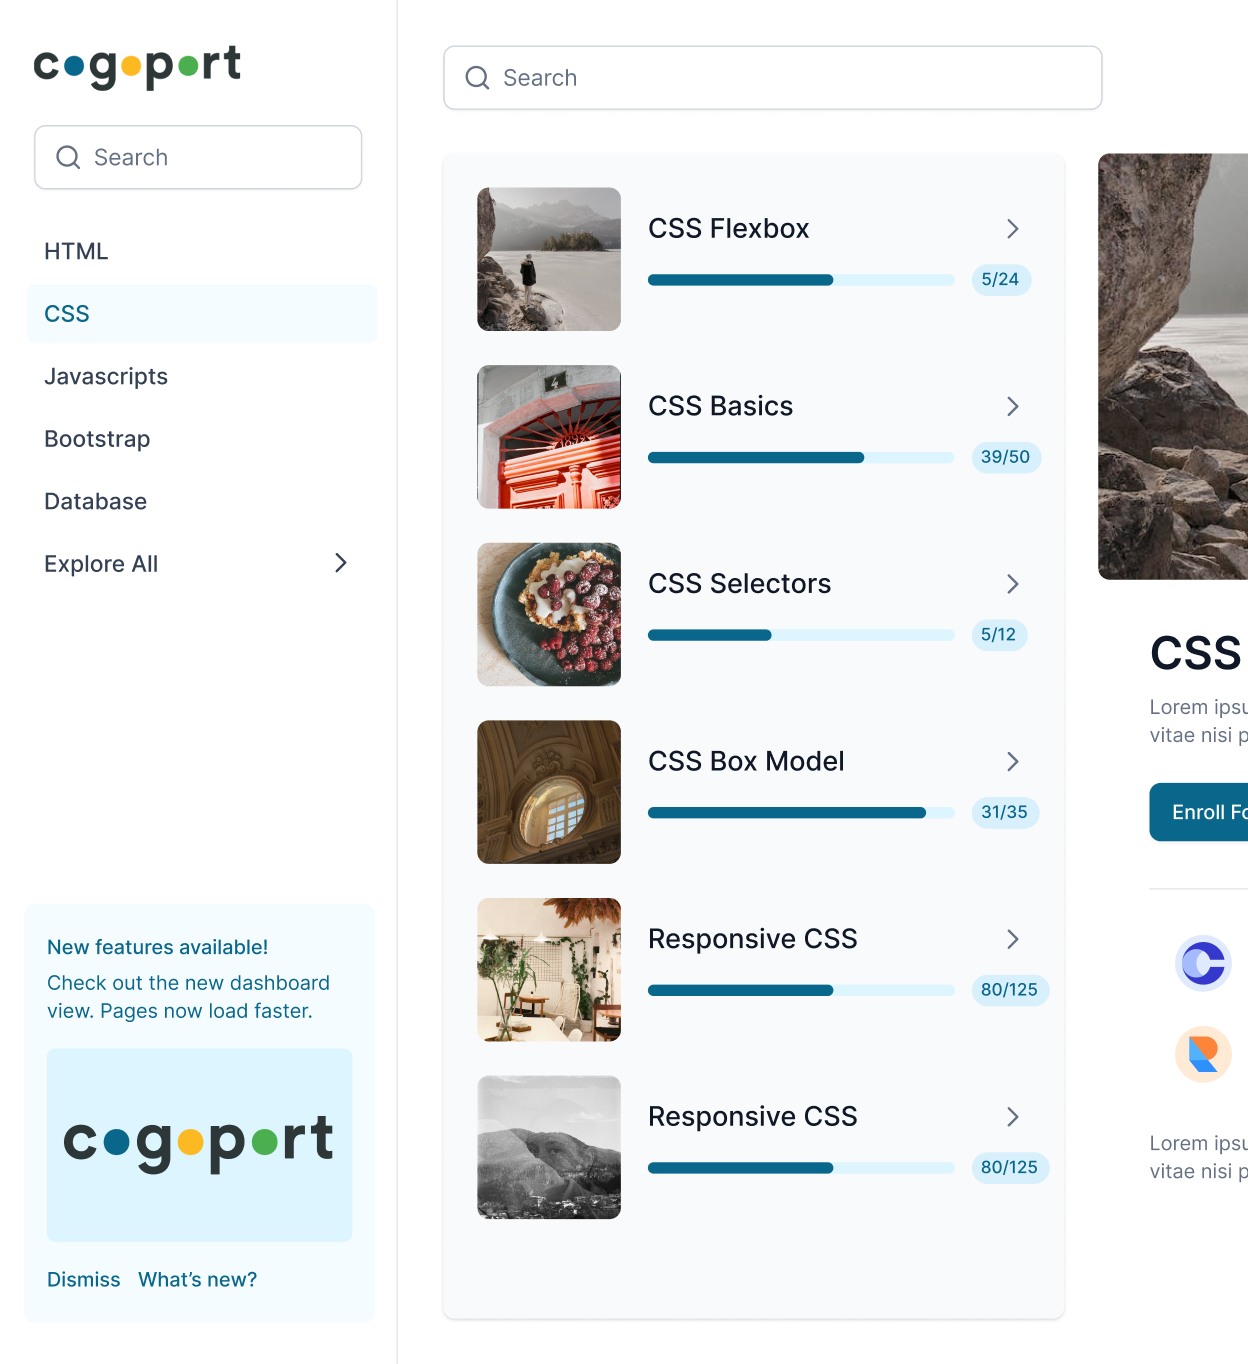 cogoport
Search
HTML
CSS
Javascripts
Bootstrap
Database
Explore All
New features available!
Check out the new dashboard
view. Pages now load faster.
cogoport
Dismiss What’s new?
Search
CSS Flexbox
5/24
4
CSS Basics
39/50
CSS Selectors
5/12
CSS Box Model
31/35
Responsive CSS
80/125
Responsive CSS
80/125
CSS
Lorem ipsu
vitae nisi p
Enroll Fo
Lorem ipsu
vitae nisi p